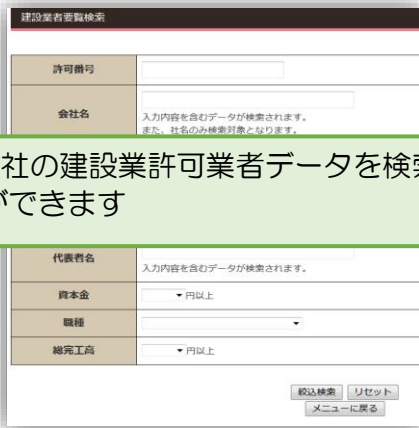 建設業者要覧検索
許可番号
会社名
入力内容を含むデータが検索されます。
また、社名のみ検索対象となります。
社の建設業許可業者データを検
ができます
代表者名
入力内容を含むデータが検索されます。
資本金
円以上
職種
総完工高
円以上
絞込検索 リセット
メニューに戻る